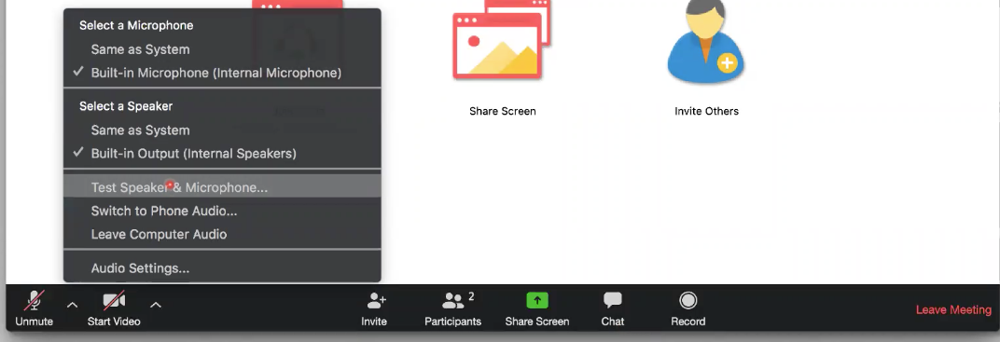 Select a Microphone
Same as System
✓ Built-in Microphone (Internal Microphone)
Select a Speaker
Same as System
✓ Built-in Output (Internal Speakers)
Test Speaker & Microphone...
Switch to Phone Audio...
Leave Computer Audio
Audio Settings...
Share Screen
Invite Others
Unmute
Start Video
Invite
2
Participants
Share Screen
Chat
Record
Leave Meeting